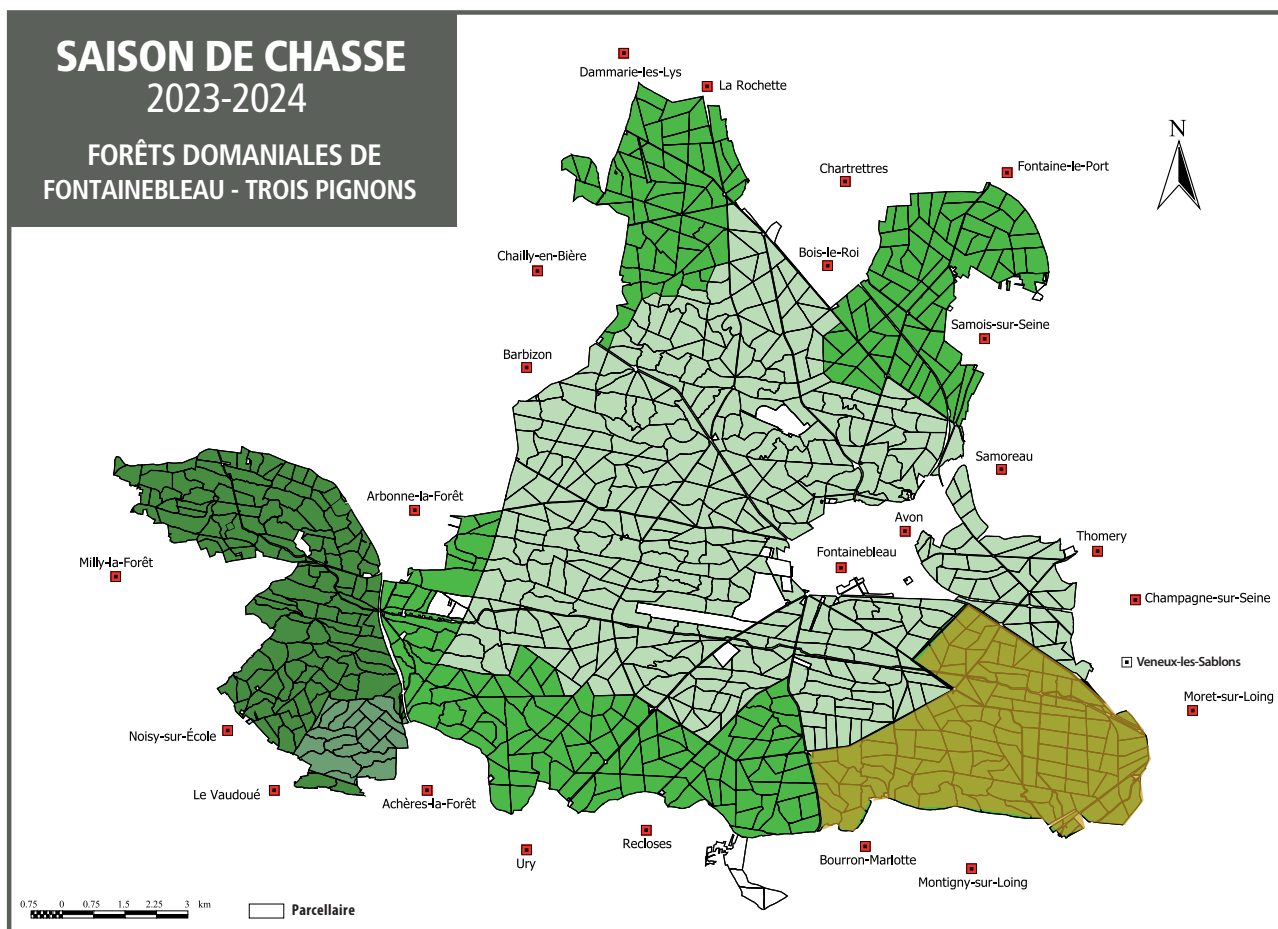 SAISON DE CHASSE
2023-2024
FORÊTS DOMANIALES DE
FONTAINEBLEAU - TROIS PIGNONS
Dammarie-les-Lys
La Rochette
N
Chartrettres
Fontaine-le-Port
Chailly-en-Bière
Bois-le-Roi
Samois-sur-Seine
Barbizon
Samoreau
Arbonne-la-Forêt
Avon
Thomery
Milly-la-Forêt
Fontainebleau
Champagne-sur-Seine
Veneux-les-Sablons
Moret-sur-Loing
Noisy-sur-École
Le Vaudoué
Achères-la-Forêt
Recloses
Ury
Bourron-Marlotte
Montigny-sur-Loing
0.75 0 0.75 1.5 2.25 3 km
Parcellaire